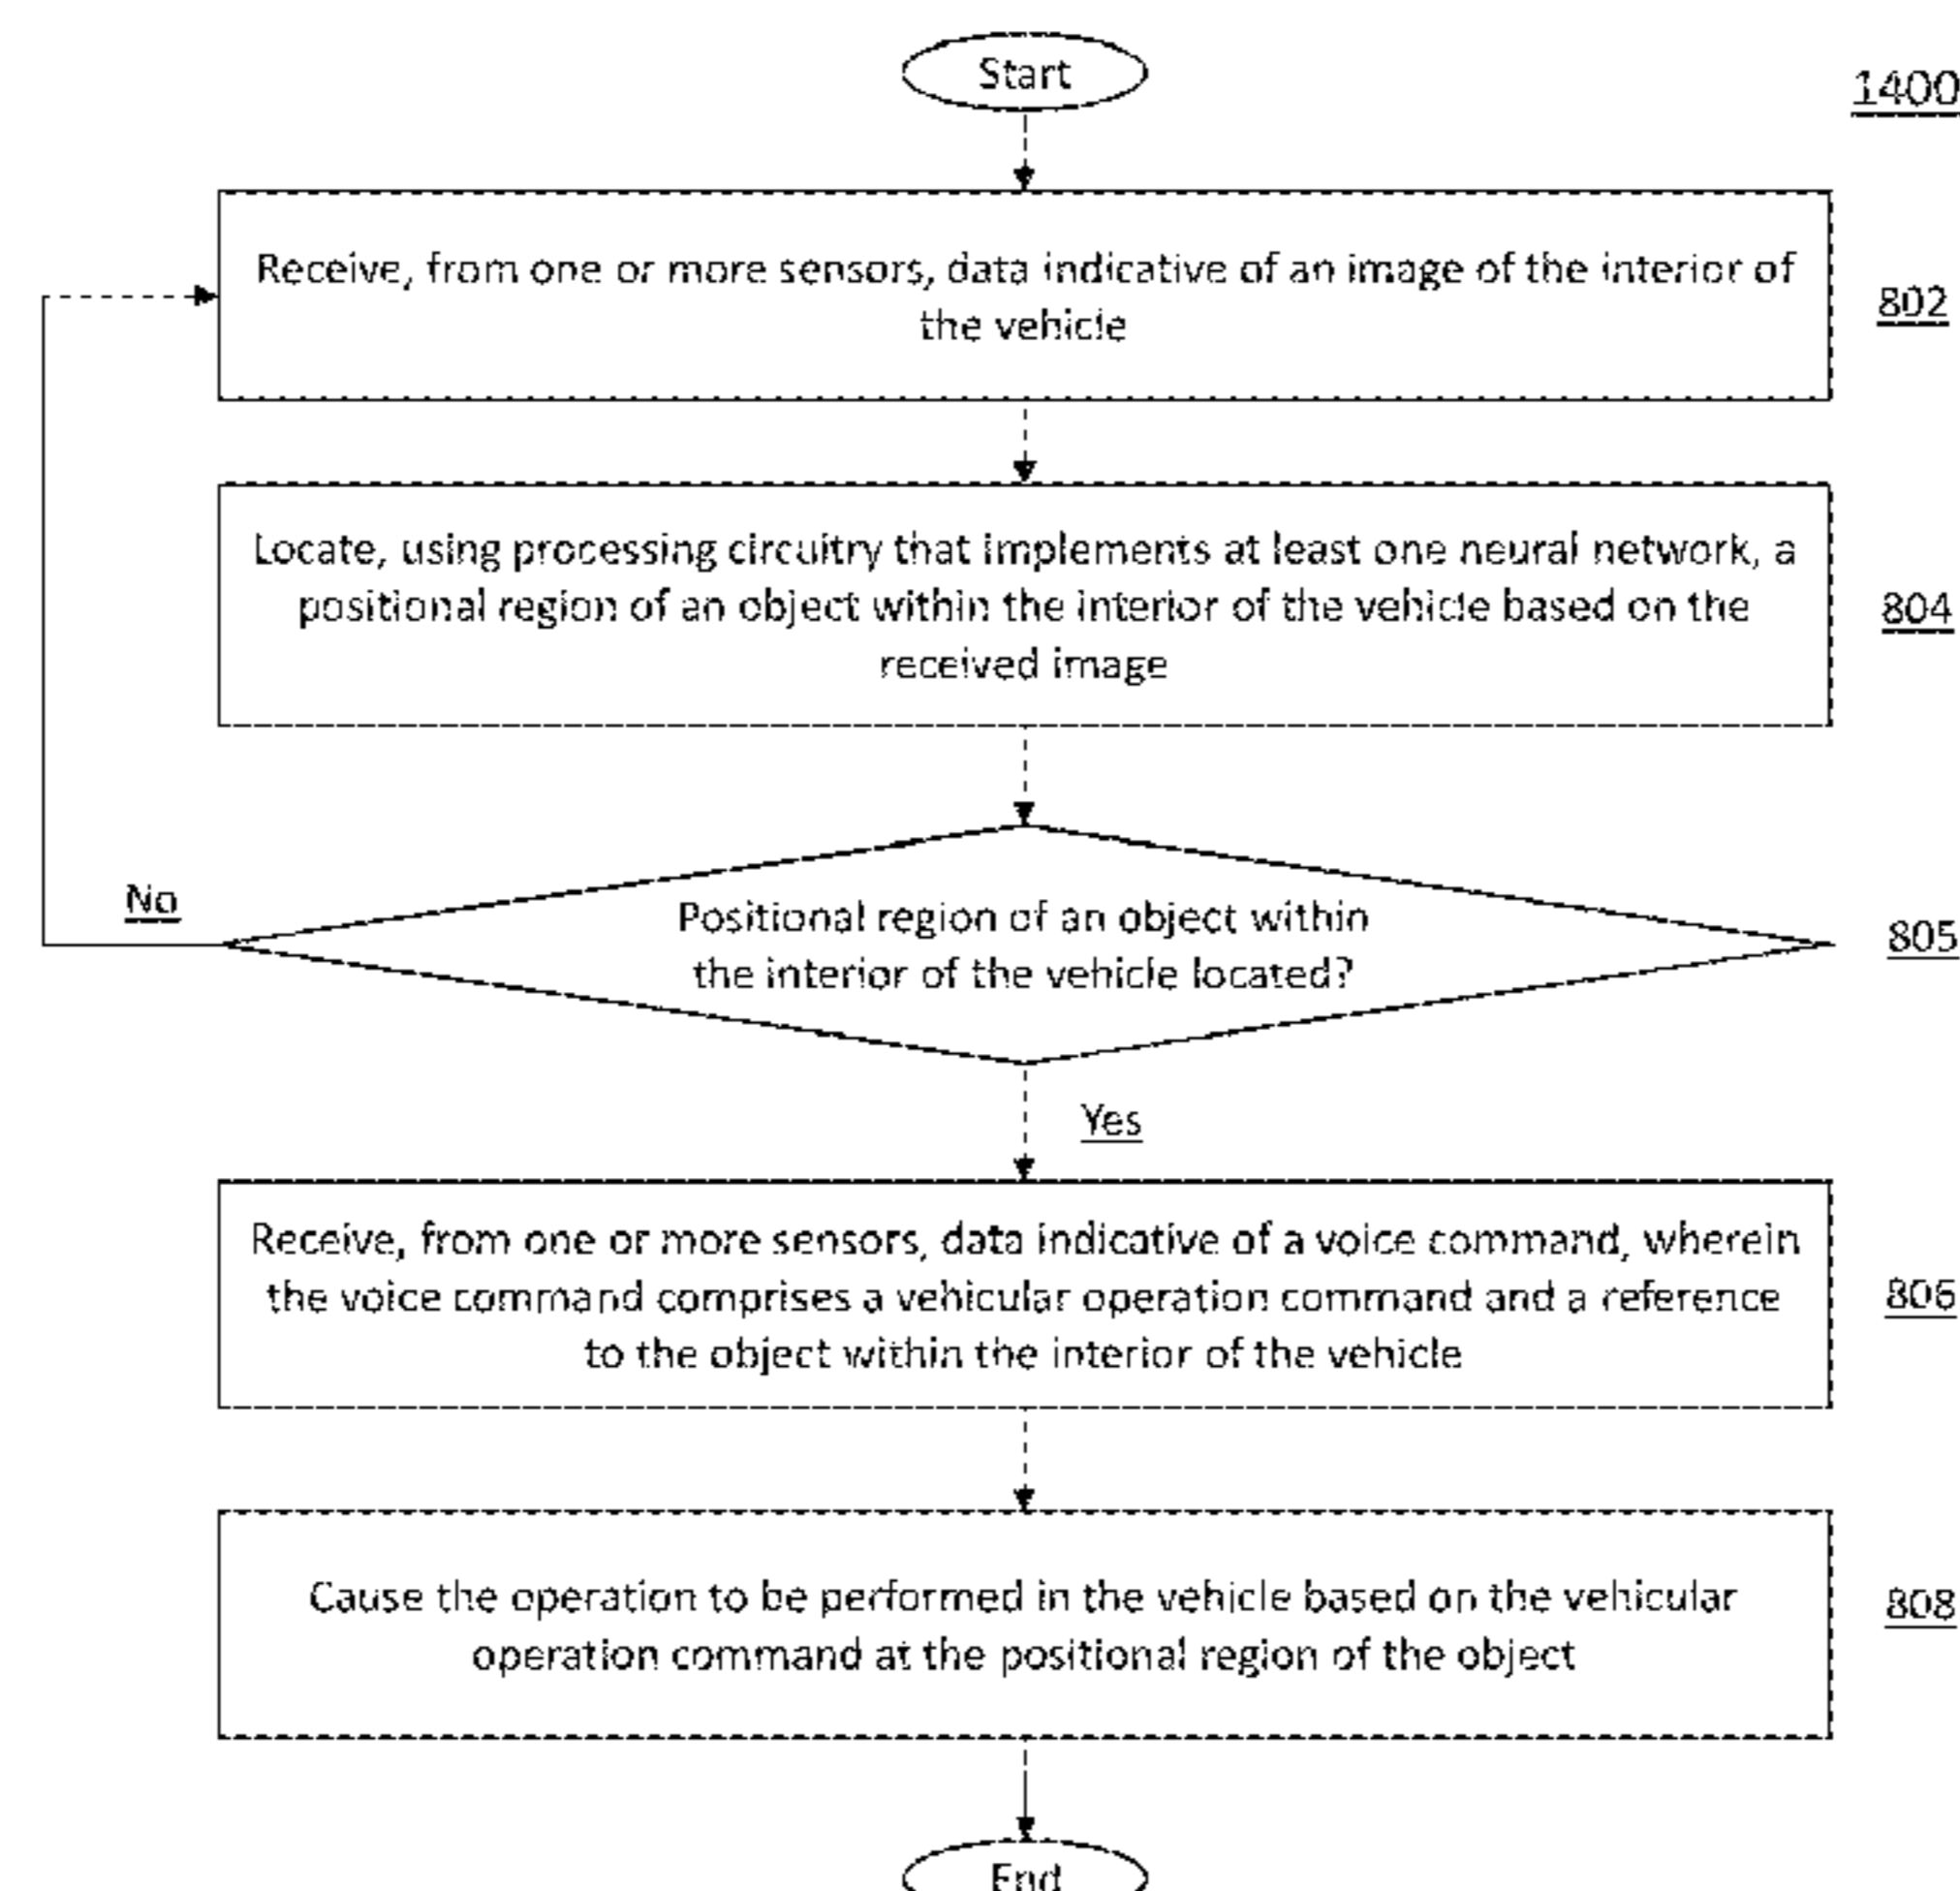 Start
1400
Receive, from one or more sensors, data indicative of an image of the interior of
the vehicle
802
Locate, using processing circuitry that implements at least one neural network, a
positional region of an object within the interior of the vehicle based on the
received image
804
No
Positional region of an object within
the interior of the vehicle located?
805
Yes
Receive, from one or more sensors, data indicative of a voice command, wherein
the voice command comprises a vehicular operation command and a reference
to the object within the interior of the vehicle
806
Cause the operation to be performed in the vehicle based on the vehicular
operation command at the positional region of the object
808
End